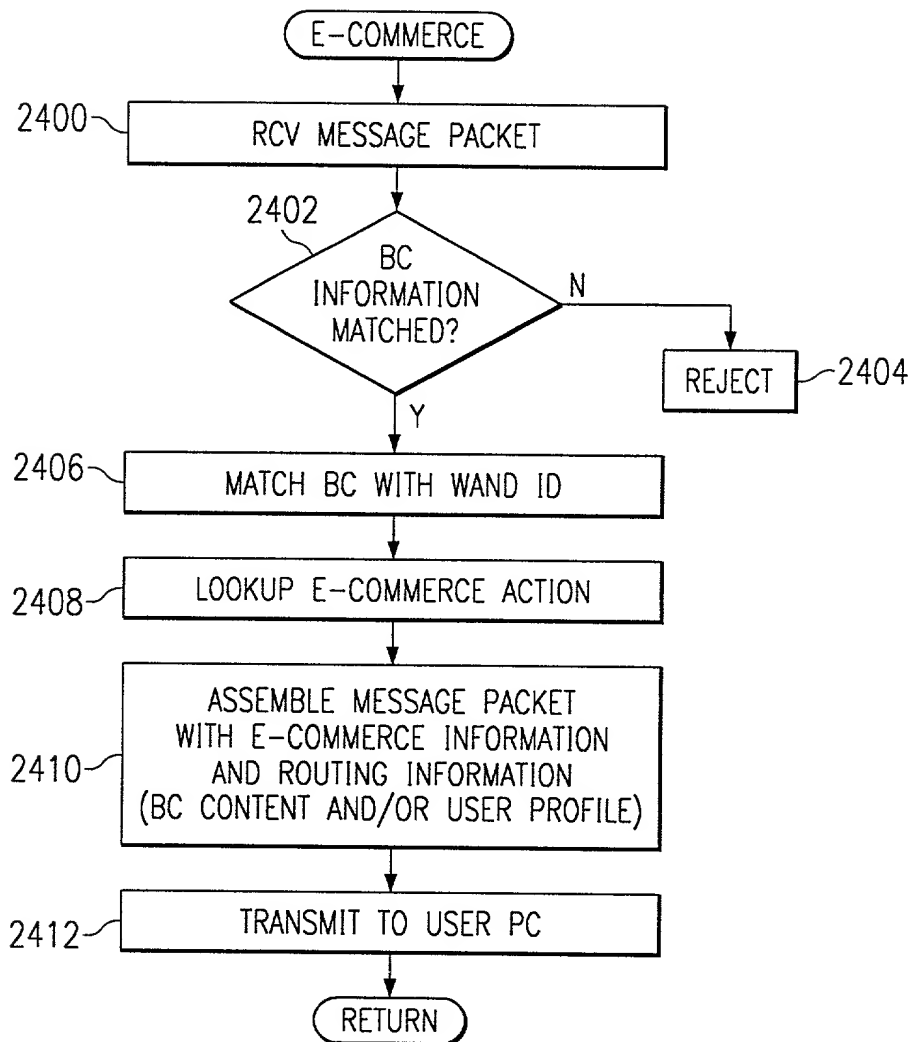 E-COMMERCE
2400
RCV MESSAGE PACKET
2402
BC
INFORMATION
MATCHED?
N
REJECT
2404
Y
2406
MATCH BC WITH WAND ID
2408
LOOKUP E-COMMERCE ACTION
2410
ASSEMBLE MESSAGE PACKET
WITH E-COMMERCE INFORMATION
AND ROUTING INFORMATION
(BC CONTENT AND/OR USER PROFILE)
2412
TRANSMIT TO USER PC
RETURN